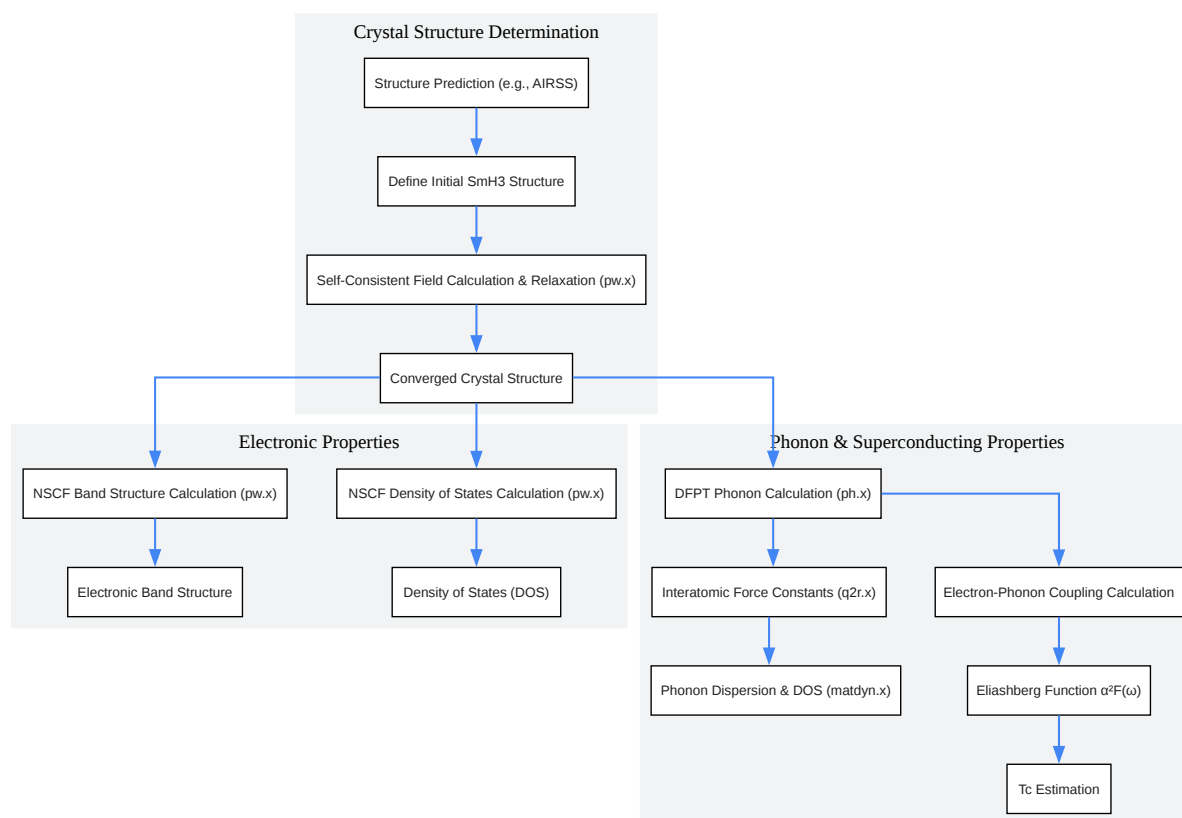 Crystal Structure Determination
Structure Prediction (e.g., AIRSS)
Define Initial SmH3 Structure
Self-Consistent Field Calculation & Relaxation (pw.x)
Converged Crystal Structure
Electronic Properties
NSCF Band Structure Calculation (pw.x)
NSCF Density of States Calculation (pw.x)
Electronic Band Structure
Density of States (DOS)
Phonon & Superconducting Properties
DFPT Phonon Calculation (ph.x)
Interatomic Force Constants (q2r.x)
Electron-Phonon Coupling Calculation
Phonon Dispersion & DOS (matdyn.x)
Eliashberg Function α²F(ω)
Tc Estimation